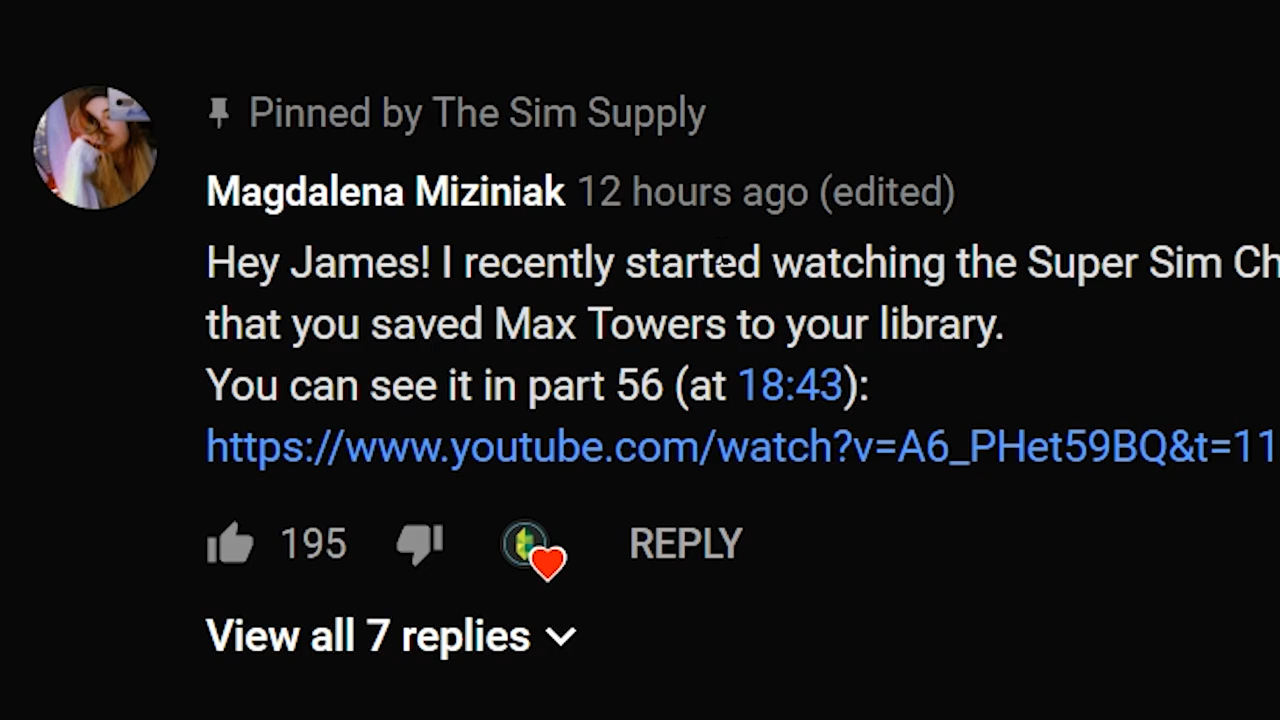 Pinned by The Sim Supply
Magdalena Miziniak 12 hours ago (edited)
Hey James! I recently started watching the Super Sim Ch
that you saved Max Towers to your library.
You can see it in part 56 (at 18:43):
https://www.youtube.com/watch?v=A6_PHet59BQ&t=11
195 REPLY
View all 7 replies